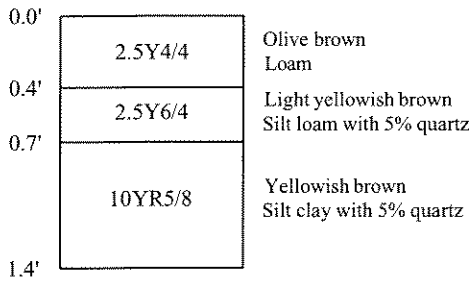 0.0'
2.5Y4/4
Olive brown
Loam
0.4'
2.5Y6/4
Light yellowish brown
Silt loam with 5% quartz
0.7'
10YR5/8
Yellowish brown
Silt clay with 5% quartz
1.4'